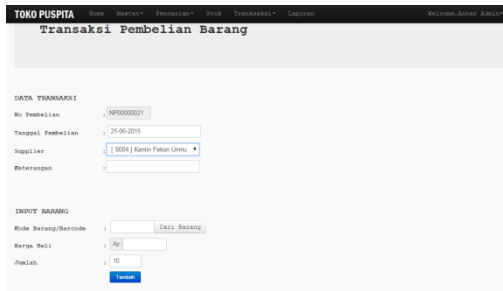 TOKO PUSPITA Home Master Pencarian Stok Tranksaksi Laporan Welcome,Anhar Admin
Transaksi Pembelian Barang
DATA TRANSAKSI
No Pembelian : NP00000021
Tanggal Pembelian : 25-06-2015
Supplier : [ S004 ] Kantin Fekon Unmu
Keterangan :
INPUT BARANG
Kode Barang/Barcode : Cari Barang
Harga Beli : Rp
Jumlah : 10
Tambah